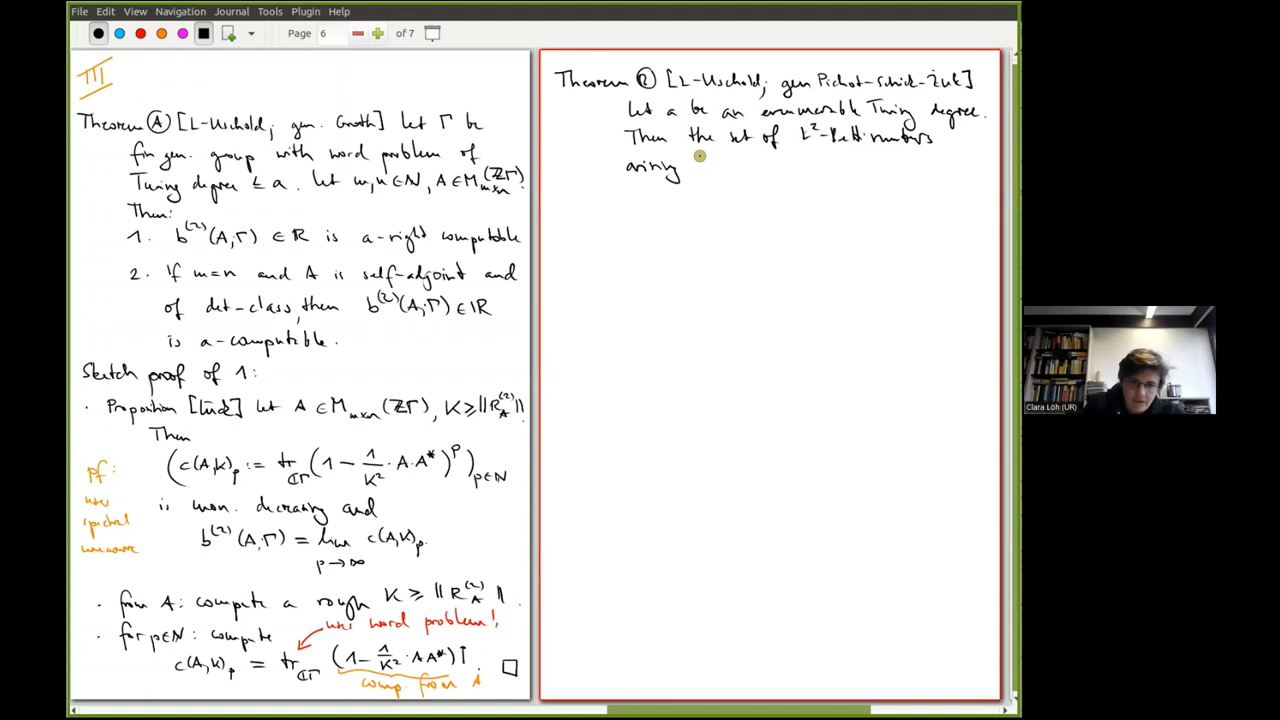 File Edit View Navigation Journal Tools Plugin Help
Page 6 of 7
III
Theorem Ⓐ [L-Uschold; gen. Groth] Let Γ be
fin gen. group with word problem of
Turing degree ≤ a. Let m,n ∈ ℕ, A ∈ M_{m×n}(ℤΓ).
Then:
1. b^{(2)}(A,Γ) ∈ ℝ is a-right computable
2. If m=n and A is self-adjoint and
of det-class, then b^{(2)}(A,Γ) ∈ ℝ
is a-computable.
Sketch proof of 1:
· Proposition [Lück] Let A ∈ M_{m×n}(ℤΓ), K ≥ ||R_A^{(2)}||.
Then
(c(A,K)_p := tr_{ℂΓ} (1 - 1/K² · A · A*)^p)_{p∈ℕ}
is mon. decreasing and
b^{(2)}(A,Γ) = lim_{p→∞} c(A,K)_p.
pf:
uses
spectral
measure
· from A: compute a rough K ≥ ||R_A^{(2)}||.
· for p∈ℕ: compute
uses word problem!
c(A,K)_p = tr_{ℂΓ} (1 - 1/K² · AA*)^p. □
comp. from A
Theorem [L-Uschold; gen Pichot-Schick-Żuk]
Let a be an enumerable Turing degree.
Then the set of L²-Betti numbers
arising
Clara Löh (UR)